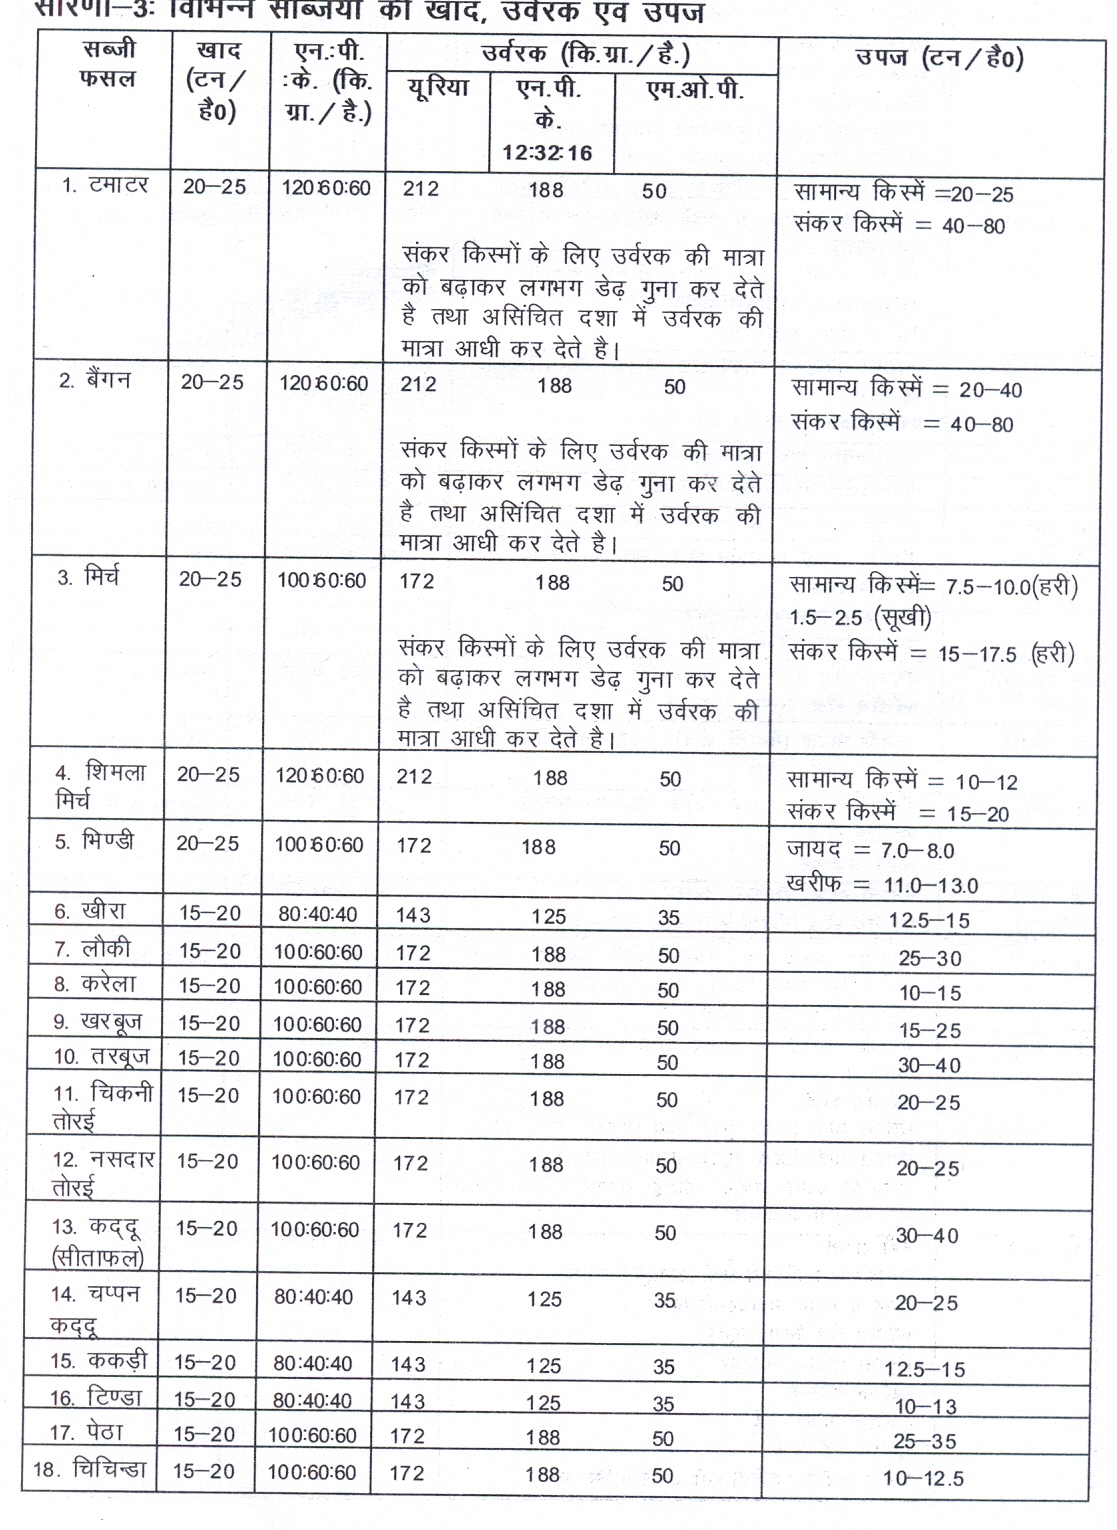 सारणी–3: विभिन्न सब्जियों की खाद, उर्वरक एवं उपज
सब्जी फसल | खाद (टन/है0) | एन.:पी.:के. (कि.ग्रा./है.) | उर्वरक (कि.ग्रा./है.) | उपज (टन/है0)
यूरिया | एन.पी.के. 12:32:16 | एम.ओ.पी.
1. टमाटर 20–25 120:60:60 212 188 50 सामान्य किस्में =20–25
संकर किस्में = 40–80
संकर किस्मों के लिए उर्वरक की मात्रा
को बढ़ाकर लगभग डेढ़ गुना कर देते
है तथा असिंचित दशा में उर्वरक की
मात्रा आधी कर देते है।
2. बैंगन 20–25 120:60:60 212 188 50 सामान्य किस्में = 20–40
संकर किस्में = 40–80
संकर किस्मों के लिए उर्वरक की मात्रा
को बढ़ाकर लगभग डेढ़ गुना कर देते
है तथा असिंचित दशा में उर्वरक की
मात्रा आधी कर देते है।
3. मिर्च 20–25 100:60:60 172 188 50 सामान्य किस्में= 7.5–10.0(हरी)
1.5–2.5 (सूखी)
संकर किस्में = 15–17.5 (हरी)
संकर किस्मों के लिए उर्वरक की मात्रा
को बढ़ाकर लगभग डेढ़ गुना कर देते
है तथा असिंचित दशा में उर्वरक की
मात्रा आधी कर देते है।
4. शिमला मिर्च 20–25 120:60:60 212 188 50 सामान्य किस्में = 10–12
संकर किस्में = 15–20
5. भिण्डी 20–25 100:60:60 172 188 50 जायद = 7.0–8.0
खरीफ = 11.0–13.0
6. खीरा 15–20 80:40:40 143 125 35 12.5–15
7. लौकी 15–20 100:60:60 172 188 50 25–30
8. करेला 15–20 100:60:60 172 188 50 10–15
9. खरबूज 15–20 100:60:60 172 188 50 15–25
10. तरबूज 15–20 100:60:60 172 188 50 30–40
11. चिकनी तोरई 15–20 100:60:60 172 188 50 20–25
12. नसदार तोरई 15–20 100:60:60 172 188 50 20–25
13. कद्दू (सीताफल) 15–20 100:60:60 172 188 50 30–40
14. चप्पन कद्दू 15–20 80:40:40 143 125 35 20–25
15. ककड़ी 15–20 80:40:40 143 125 35 12.5–15
16. टिण्डा 15–20 80:40:40 143 125 35 10–13
17. पेठा 15–20 100:60:60 172 188 50 25–35
18. चिचिन्डा 15–20 100:60:60 172 188 50 10–12.5